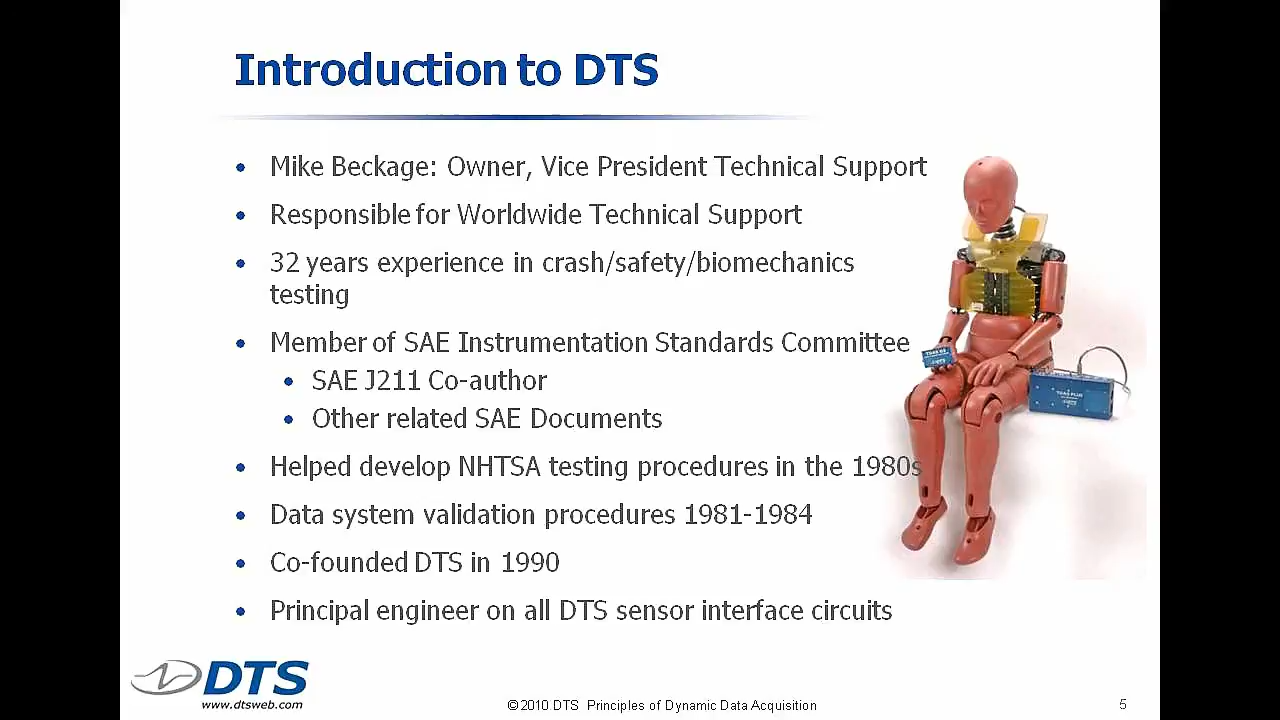 Introduction to DTS
• Mike Beckage: Owner, Vice President Technical Support
• Responsible for Worldwide Technical Support
• 32 years experience in crash/safety/biomechanics
testing
• Member of SAE Instrumentation Standards Committee
• SAE J211 Co-author
• Other related SAE Documents
• Helped develop NHTSA testing procedures in the 1980s
• Data system validation procedures 1981-1984
• Co-founded DTS in 1990
• Principal engineer on all DTS sensor interface circuits
DTS
www.dtsweb.com
©2010 DTS Principles of Dynamic Data Acquisition
5